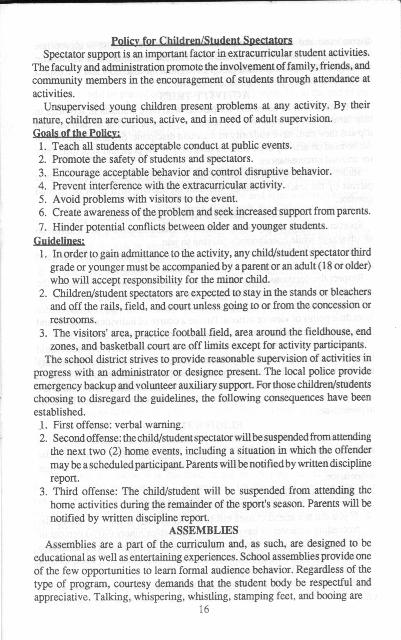 Policy for Children/Student Spectators
Spectator support is an important factor in extracurricular student activities.
The faculty and administration promote the involvement of family, friends, and
community members in the encouragement of students through attendance at
activities.
Unsupervised young children present problems at any activity. By their
nature, children are curious, active, and in need of adult supervision.
Goals of the Policy:
1. Teach all students acceptable conduct at public events.
2. Promote the safety of students and spectators.
3. Encourage acceptable behavior and control disruptive behavior.
4. Prevent interference with the extracurricular activity.
5. Avoid problems with visitors to the event.
6. Create awareness of the problem and seek increased support from parents.
7. Hinder potential conflicts between older and younger students.
Guidelines:
1. In order to gain admittance to the activity, any child/student spectator third
grade or younger must be accompanied by a parent or an adult (18 or older)
who will accept responsibility for the minor child.
2. Children/student spectators are expected to stay in the stands or bleachers
and off the rails, field, and court unless going to or from the concession or
restrooms.
3. The visitors' area, practice football field, area around the fieldhouse, end
zones, and basketball court are off limits except for activity participants.
The school district strives to provide reasonable supervision of activities in
progress with an administrator or designee present. The local police provide
emergency backup and volunteer auxiliary support. For those children/students
choosing to disregard the guidelines, the following consequences have been
established.
1. First offense: verbal warning.
2. Second offense: the child/student spectator will be suspended from attending
the next two (2) home events, including a situation in which the offender
may be a scheduled participant. Parents will be notified by written discipline
report.
3. Third offense: The child/student will be suspended from attending the
home activities during the remainder of the sport's season. Parents will be
notified by written discipline report.
ASSEMBLIES
Assemblies are a part of the curriculum and, as such, are designed to be
educational as well as entertaining experiences. School assemblies provide one
of the few opportunities to learn formal audience behavior. Regardless of the
type of program, courtesy demands that the student body be respectful and
appreciative. Talking, whispering, whistling, stamping feet, and booing are
16